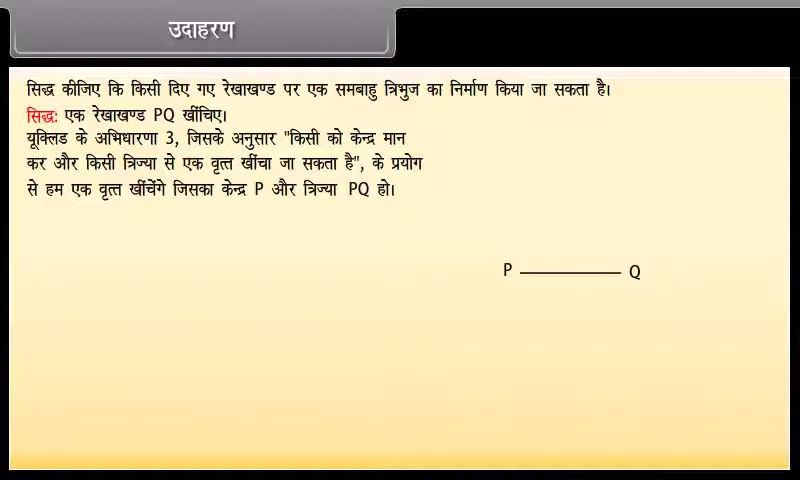 उदाहरण
सिद्ध कीजिए कि किसी दिए गए रेखाखण्ड पर एक समबाहु त्रिभुज का निर्माण किया जा सकता है।
सिद्ध: एक रेखाखण्ड PQ खींचिए।
यूक्लिड के अभिधारणा 3, जिसके अनुसार "किसी को केन्द्र मान
कर और किसी त्रिज्या से एक वृत्त खींचा जा सकता है", के प्रयोग
से हम एक वृत्त खींचेंगे जिसका केन्द्र P और त्रिज्या PQ हो।
P Q